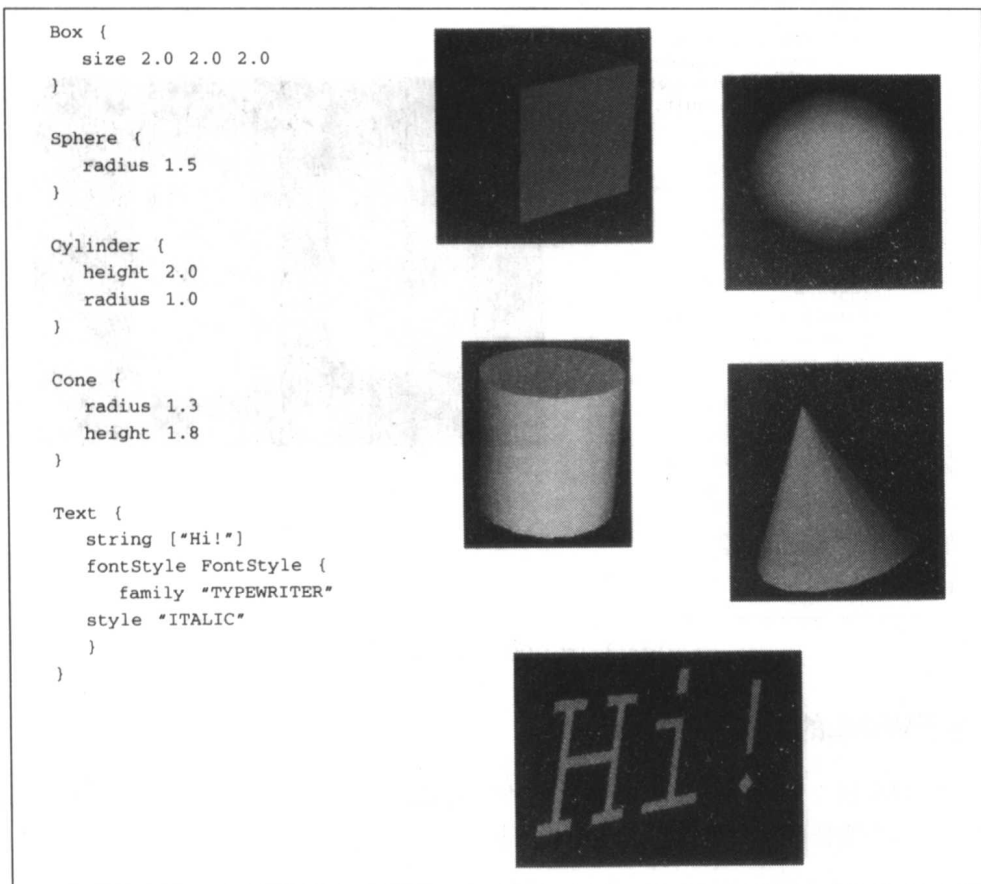 Box {
size 2.0 2.0 2.0
}
Sphere {
radius 1.5
}
Cylinder {
height 2.0
radius 1.0
}
Cone {
radius 1.3
height 1.8
}
Text {
string ["Hi!"]
fontStyle FontStyle {
family "TYPEWRITER"
style "ITALIC"
}
}
Hi!